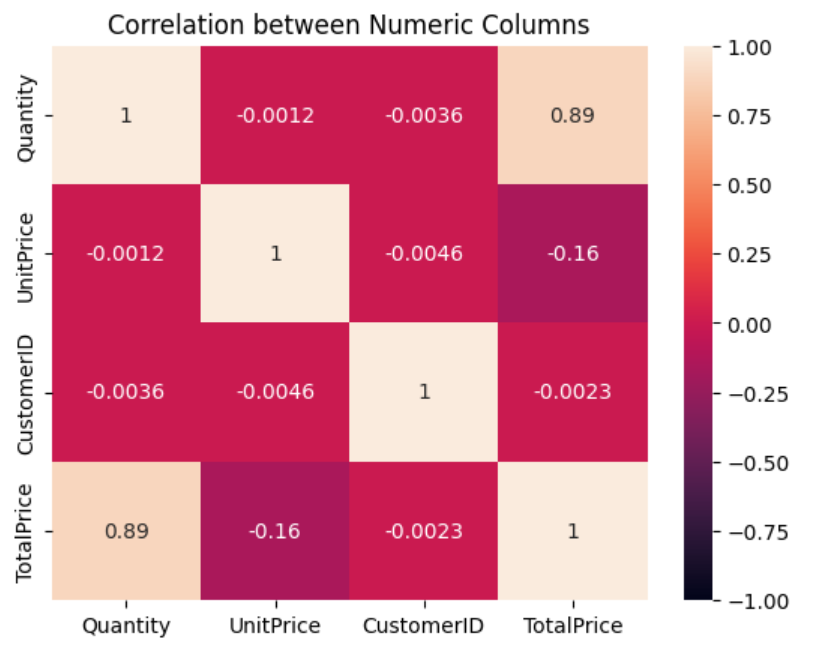 Correlation between Numeric Columns
Quantity 1 -0.0012 -0.0036 0.89
UnitPrice -0.0012 1 -0.0046 -0.16
CustomerID -0.0036 -0.0046 1 -0.0023
TotalPrice 0.89 -0.16 -0.0023 1
Quantity UnitPrice CustomerID TotalPrice
1.00
0.75
0.50
0.25
0.00
−0.25
−0.50
−0.75
−1.00